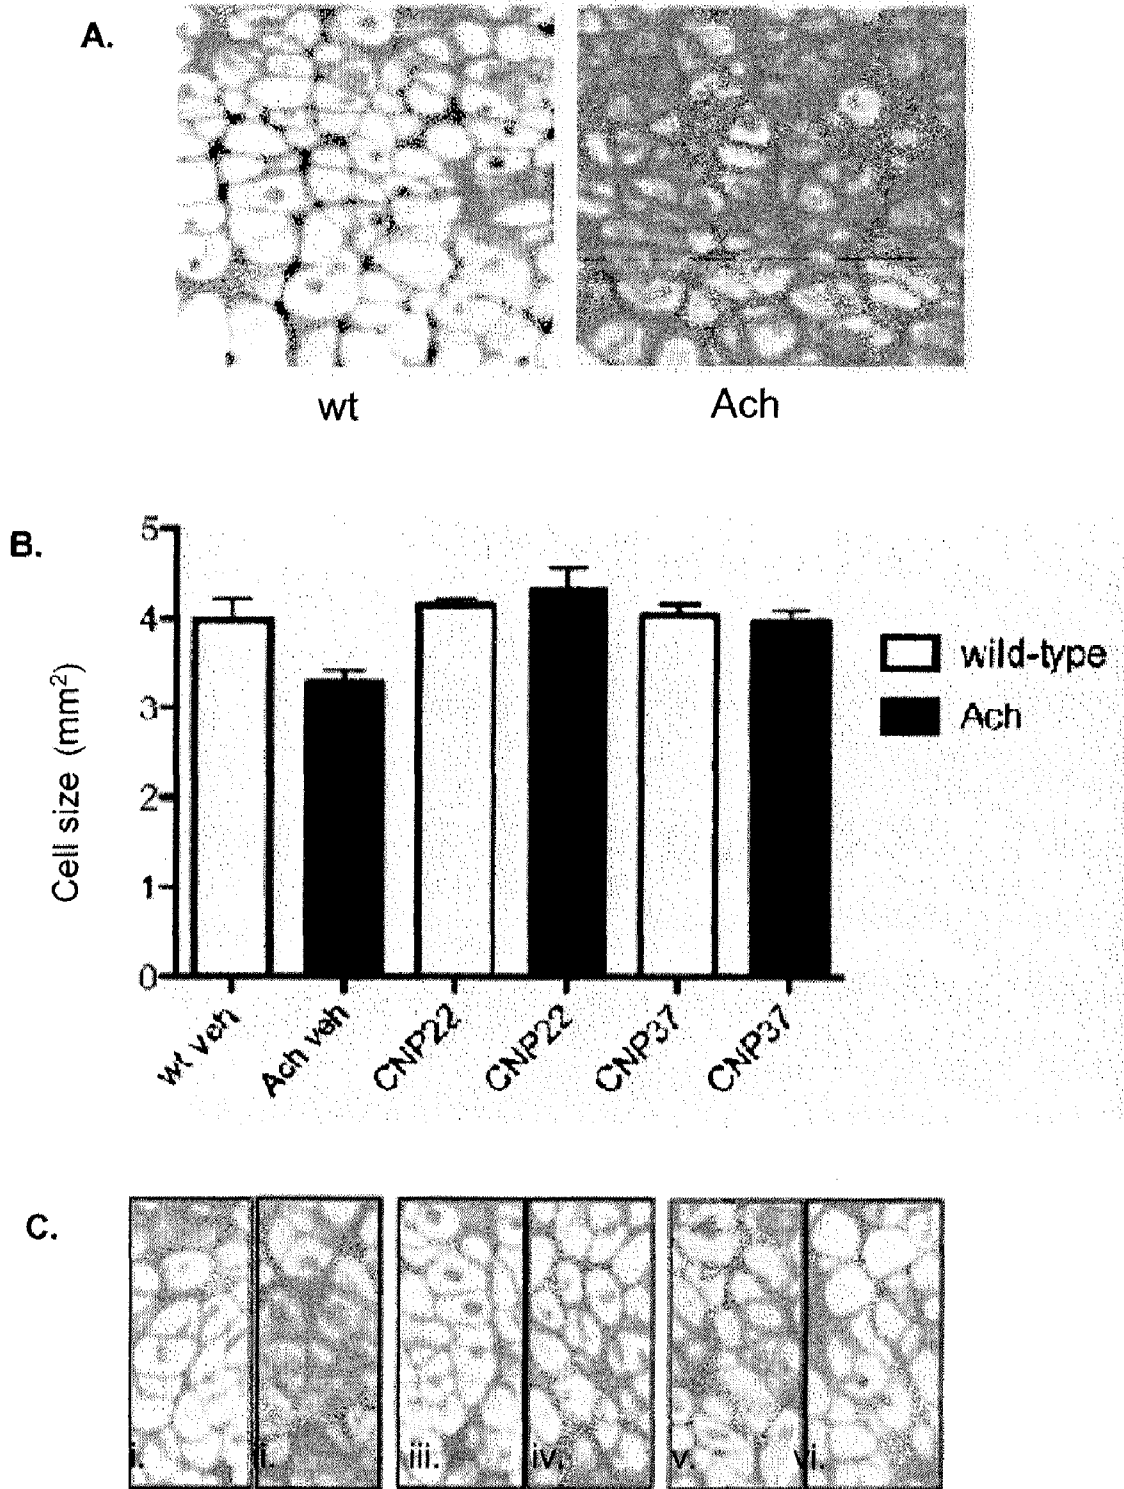 A.
wt
Ach
B.
Cell size (mm²)
5
4
3
2
1
0
wt veh
Ach veh
CNP22
CNP22
CNP37
CNP37
wild-type
Ach
C.
i.
ii.
iii.
iv.
v.
vi.